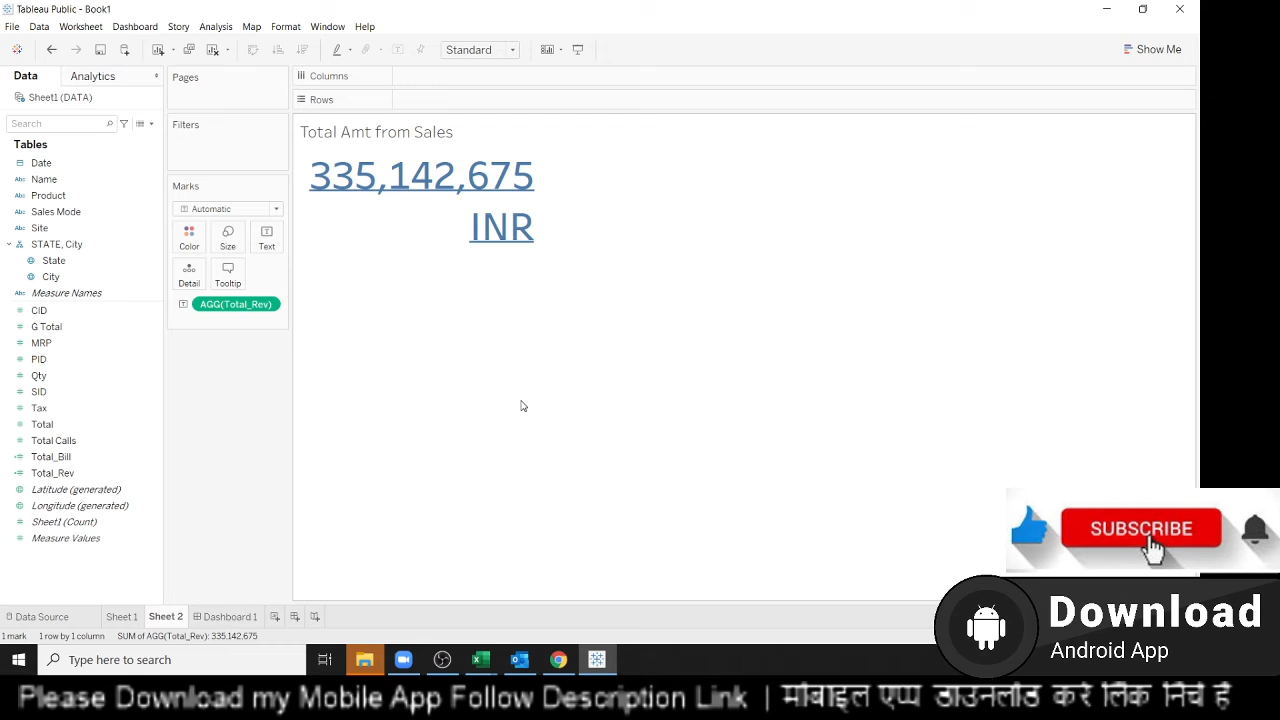 Tableau Public - Book1
File Data Worksheet Dashboard Story Analysis Map Format Window Help
Standard
Show Me
Data Analytics
Sheet1 (DATA)
Search
Tables
Date
Name
Product
Sales Mode
Site
STATE, City
State
City
Measure Names
CID
G Total
MRP
PID
Qty
SID
Tax
Total
Total Calls
Total_Bill
Total_Rev
Latitude (generated)
Longitude (generated)
Sheet1 (Count)
Measure Values
Pages
Filters
Marks
Automatic
Color Size Text
Detail Tooltip
AGG(Total_Rev)
Columns
Rows
Total Amt from Sales
335,142,675
INR
SUBSCRIBE
Download
Android App
Data Source Sheet 1 Sheet 2 Dashboard 1
1 mark 1 row by 1 column SUM of AGG(Total_Rev): 335,142,675
Type here to search
Please Download my Mobile App Follow Description Link | मोबाइल एप्प डाउनलोड करे लिंक निचे है